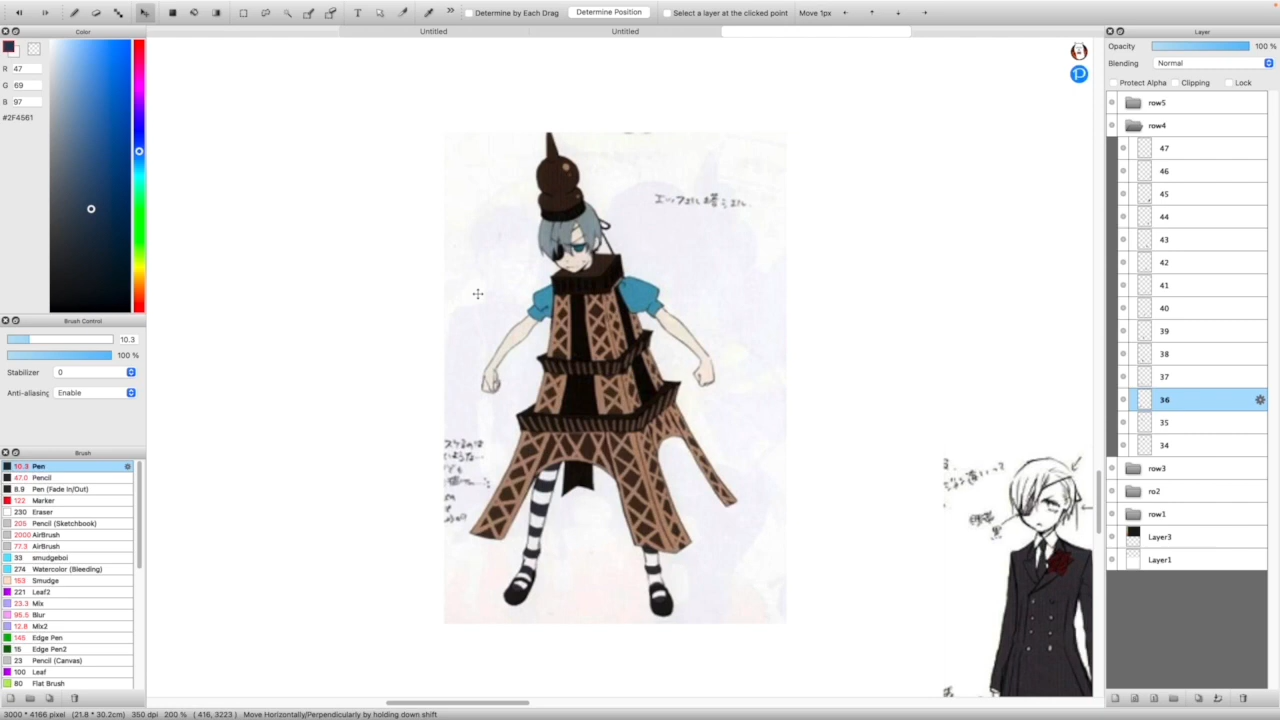 Determine by Each Drag
Determine Position
Select a layer at the clicked point
Move 1px
Color
Untitled
Untitled
Layer
R 47
G 69
B 97
#2F4561
Opacity 100 %
Blending Normal
Protect Alpha
Clipping
Lock
row5
row4
47
46
45
44
43
42
41
40
39
38
37
36
35
34
row3
ro2
row1
Layer3
Layer1
Brush Control
10.3
100 %
Stabilizer 0
Anti-aliasing Enable
Brush
10.3 Pen
47.0 Pencil
8.9 Pen (Fade In/Out)
122 Marker
230 Eraser
205 Pencil (Sketchbook)
2000 AirBrush
77.3 AirBrush
33 smudgeboi
274 Watercolor (Bleeding)
153 Smudge
221 Leaf2
23.3 Mix
95.5 Blur
12.8 Mix2
145 Edge Pen
15 Edge Pen2
23 Pencil (Canvas)
100 Leaf
80 Flat Brush
3000 * 4166 pixel (21.8 * 30.2cm) 350 dpi 200 % ( 416, 3223 ) Move Horizontally/Perpendicularly by holding down shift